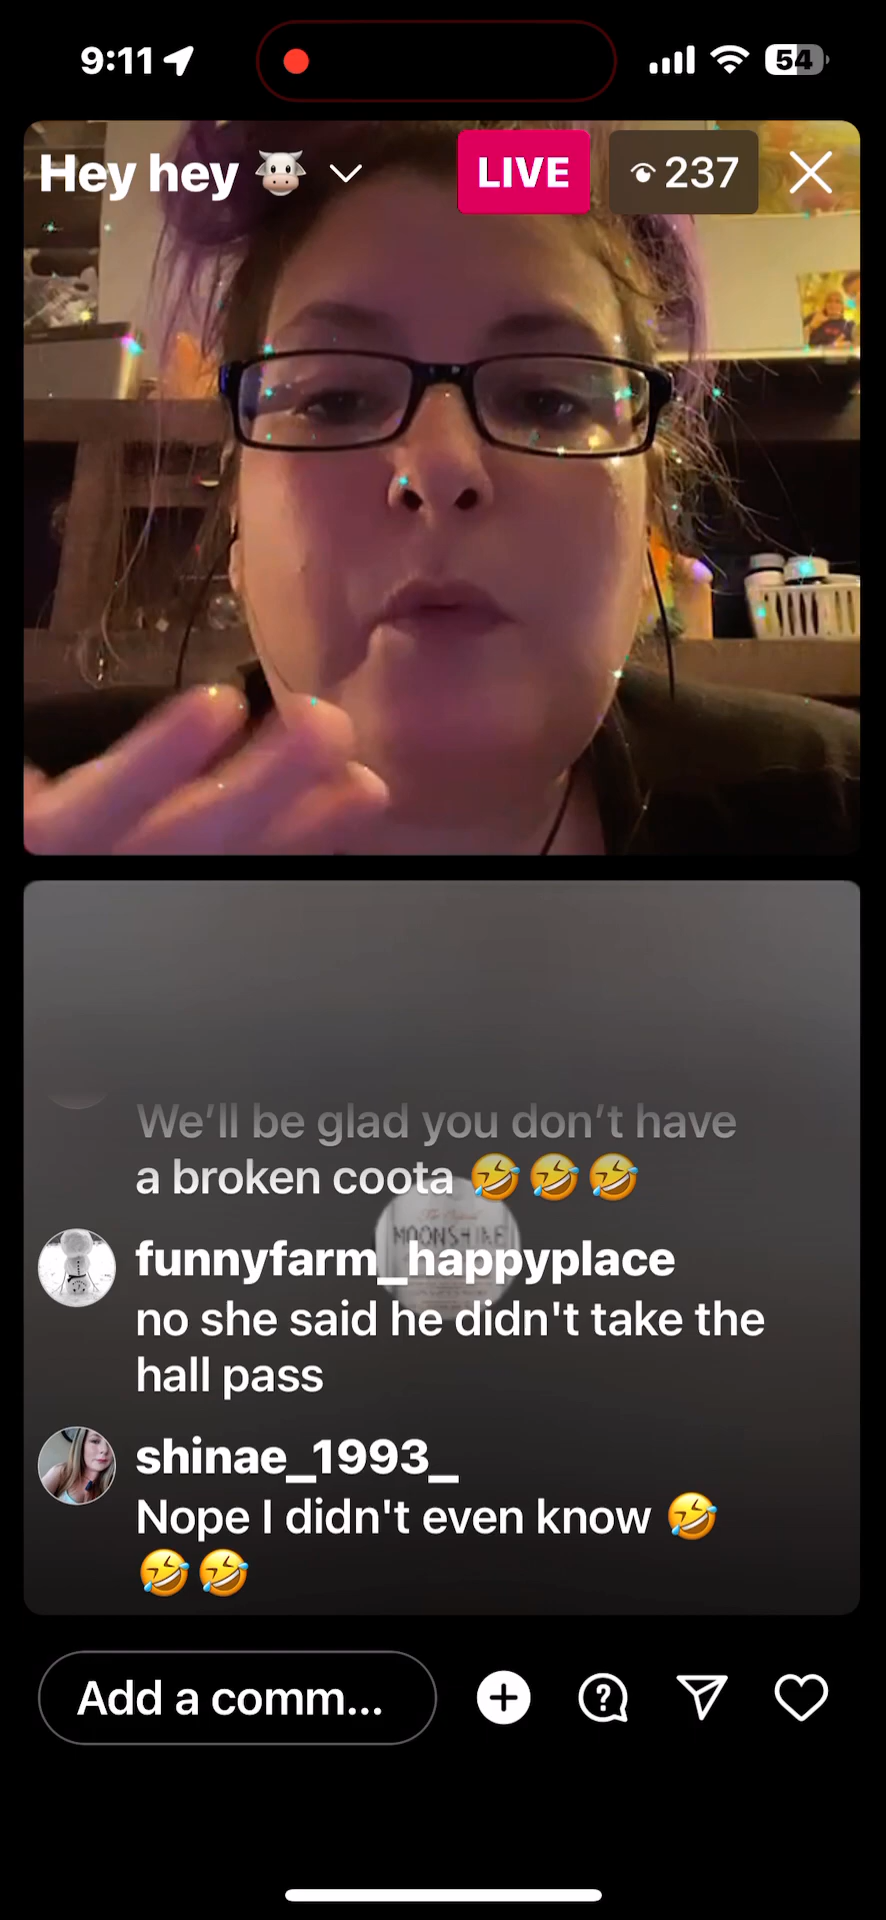 9:11
54
Hey hey 🐮
LIVE
237
We'll be glad you don't have
a broken coota 🤣🤣🤣
MOONSHINE
funnyfarm_happyplace
no she said he didn't take the
hall pass
shinae_1993_
Nope I didn't even know 🤣
🤣🤣
Add a comm...